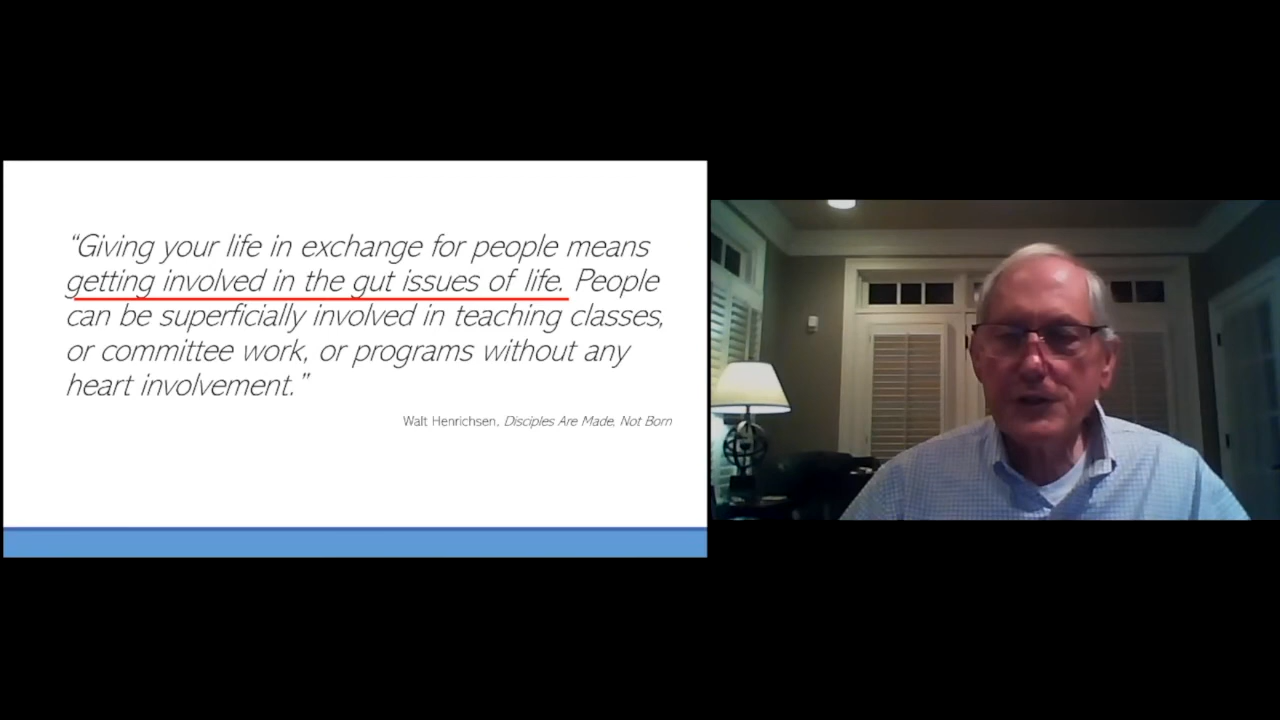 “Giving your life in exchange for people means
getting involved in the gut issues of life. People
can be superficially involved in teaching classes,
or committee work, or programs without any
heart involvement.”
Walt Henrichsen, Disciples Are Made, Not Born